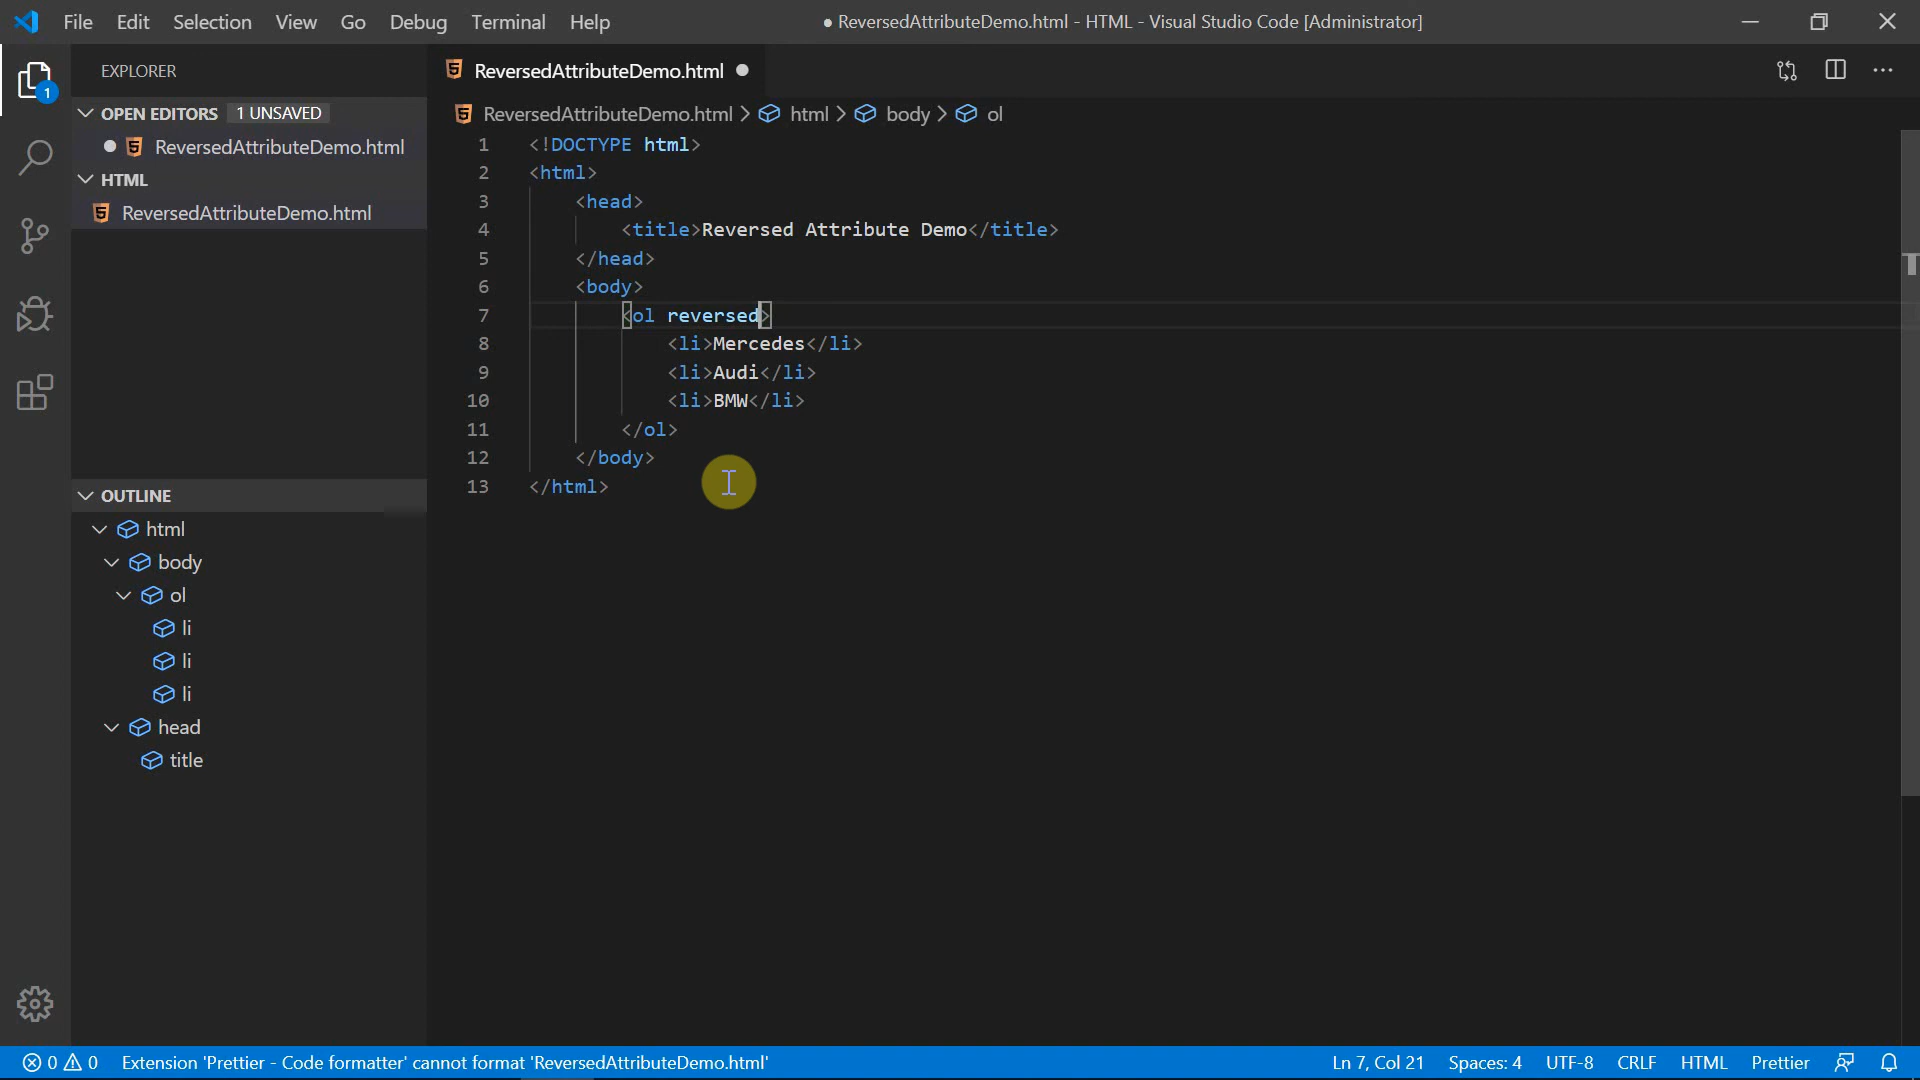 File Edit Selection View Go Debug Terminal Help
● ReversedAttributeDemo.html - HTML - Visual Studio Code [Administrator]
EXPLORER
1
OPEN EDITORS 1 UNSAVED
ReversedAttributeDemo.html
HTML
ReversedAttributeDemo.html
OUTLINE
html
body
ol
li
li
li
head
title
ReversedAttributeDemo.html
ReversedAttributeDemo.html > html > body > ol
1 <!DOCTYPE html>
2 <html>
3 <head>
4 <title>Reversed Attribute Demo</title>
5 </head>
6 <body>
7 <ol reversed>
8 <li>Mercedes</li>
9 <li>Audi</li>
10 <li>BMW</li>
11 </ol>
12 </body>
13 </html>
0 0 Extension 'Prettier - Code formatter' cannot format 'ReversedAttributeDemo.html' Ln 7, Col 21 Spaces: 4 UTF-8 CRLF HTML Prettier